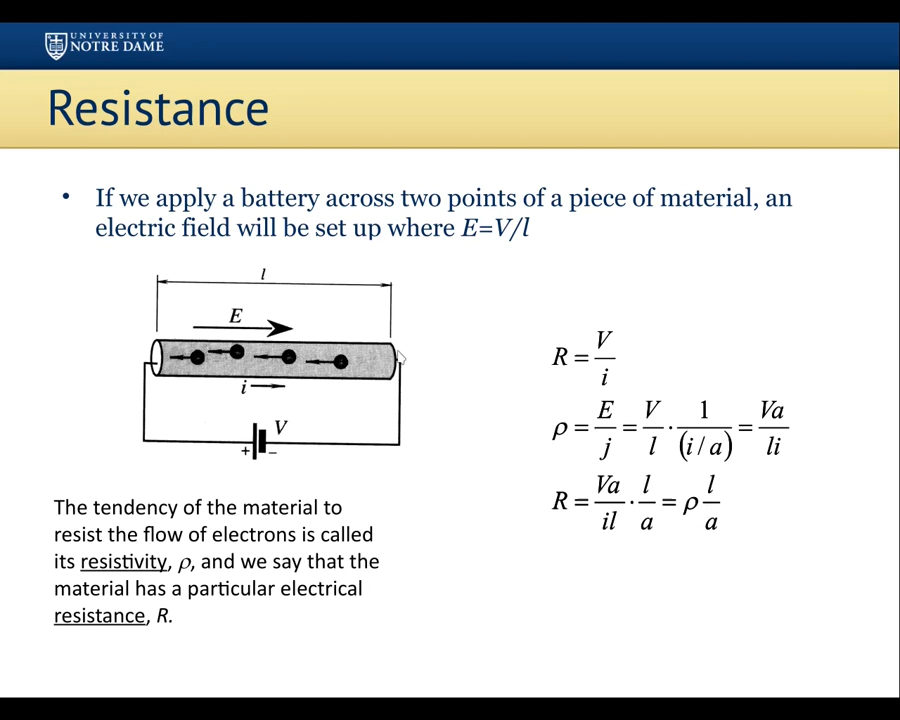 UNIVERSITY OF
NOTRE DAME
Resistance
• If we apply a battery across two points of a piece of material, an
electric field will be set up where E=V/l
l
E
i
V
+ −
R = V/i
ρ = E/j = V/l · 1/(i/a) = Va/li
R = Va/il · l/a = ρ l/a
The tendency of the material to
resist the flow of electrons is called
its resistivity, ρ, and we say that the
material has a particular electrical
resistance, R.